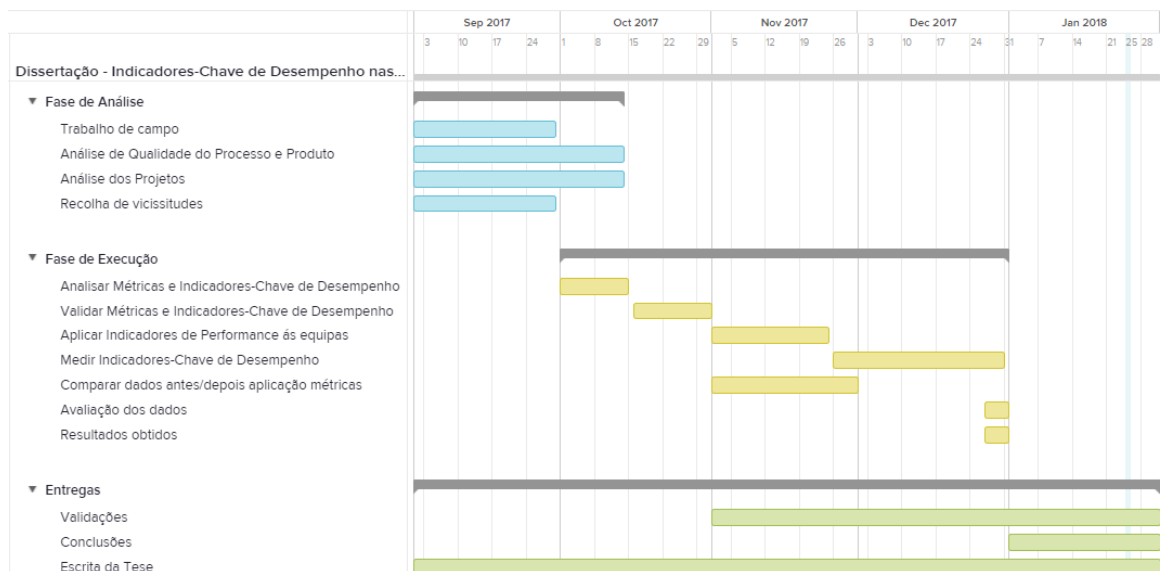 Sep 2017 Oct 2017 Nov 2017 Dec 2017 Jan 2018
3 10 17 24 1 8 15 22 29 5 12 19 26 3 10 17 24 31 7 14 21 25 28
Dissertação - Indicadores-Chave de Desempenho nas...
Fase de Análise
Trabalho de campo
Análise de Qualidade do Processo e Produto
Análise dos Projetos
Recolha de vicissitudes
Fase de Execução
Analisar Métricas e Indicadores-Chave de Desempenho
Validar Métricas e Indicadores-Chave de Desempenho
Aplicar Indicadores de Performance ás equipas
Medir Indicadores-Chave de Desempenho
Comparar dados antes/depois aplicação métricas
Avaliação dos dados
Resultados obtidos
Entregas
Validações
Conclusões
Escrita da Tese